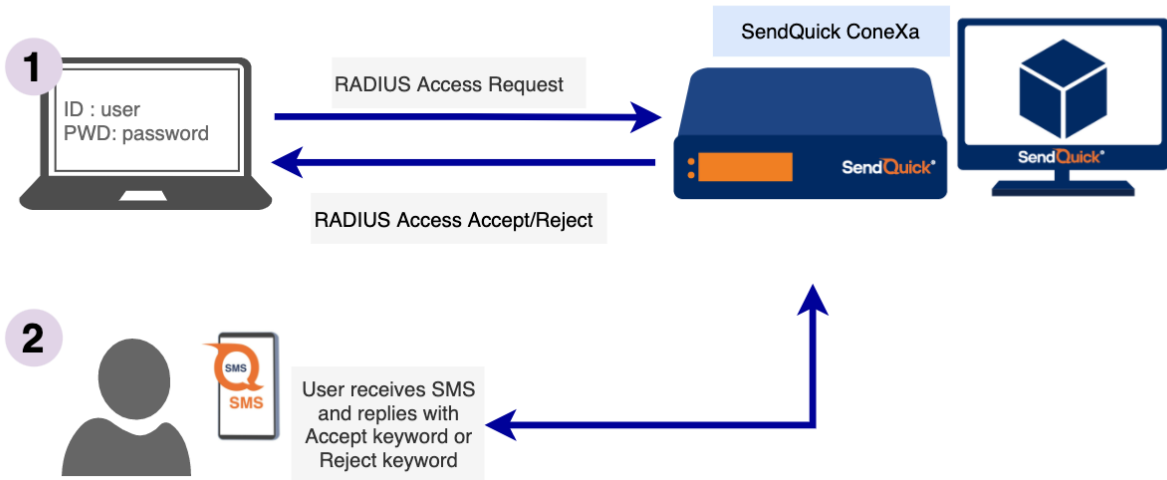 1
ID : user
PWD: password
RADIUS Access Request
RADIUS Access Accept/Reject
SendQuick ConeXa
SendQuick®
SendQuick®
2
SMS
SMS
User receives SMS
and replies with
Accept keyword or
Reject keyword